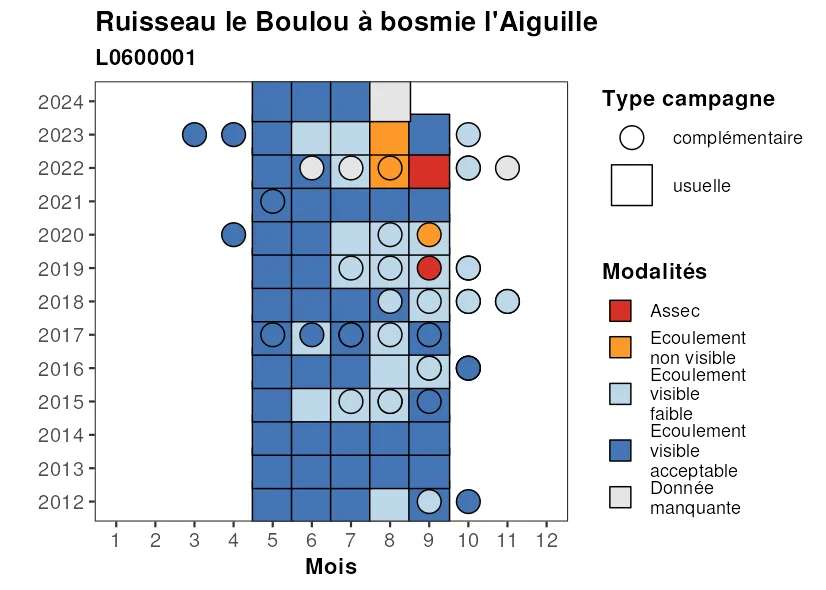 Ruisseau le Boulou à bosmie l'Aiguille
L0600001
2024
2023
2022
2021
2020
2019
2018
2017
2016
2015
2014
2013
2012
1 2 3 4 5 6 7 8 9 10 11 12
Mois
Type campagne
complémentaire
usuelle
Modalités
Assec
Ecoulement
non visible
Ecoulement
visible
faible
Ecoulement
visible
acceptable
Donnée
manquante